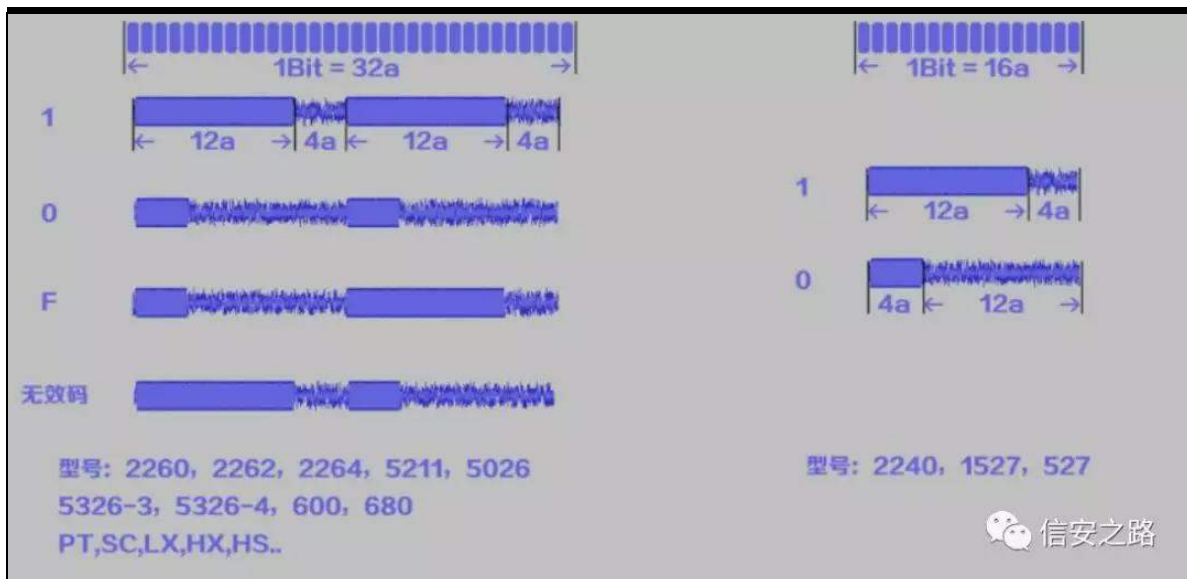 ← 1Bit = 32a →
1
← 12a → 4a ← 12a → 4a
0
F
无效码
型号: 2260, 2262, 2264, 5211, 5026
5326-3, 5326-4, 600, 680
PT,SC,LX,HX,HS..
← 1Bit = 16a →
1
← 12a → 4a
0
4a ← 12a →
型号: 2240, 1527, 527
信安之路